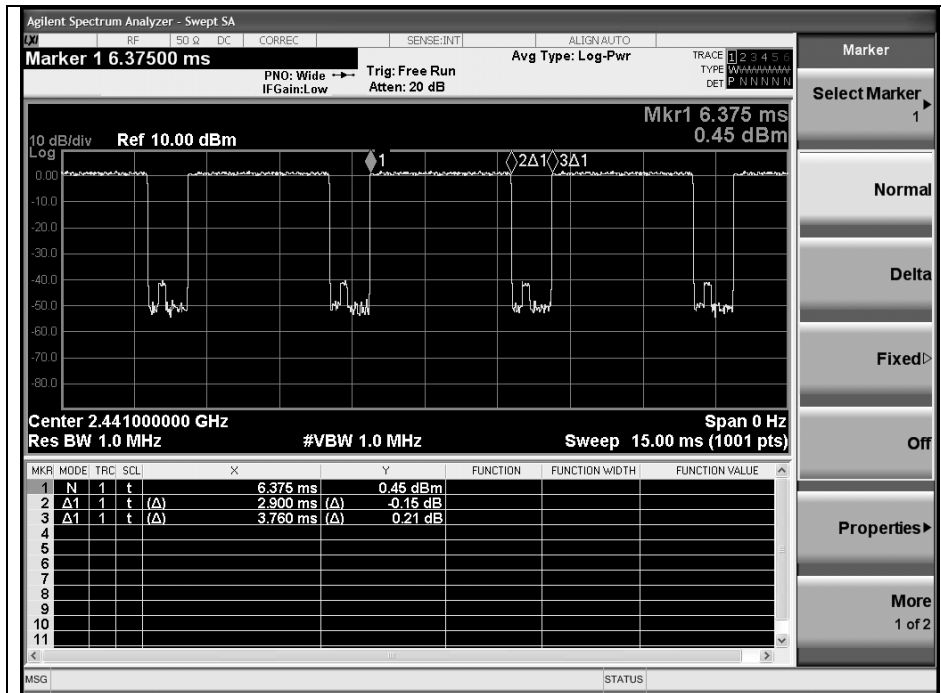 Agilent Spectrum Analyzer - Swept SA
LXI RF 50 Ω DC CORREC SENSE:INT ALIGNAUTO
Marker 1 6.37500 ms
PNO: Wide
IFGain:Low
Trig: Free Run
Atten: 20 dB
Avg Type: Log-Pwr
TRACE 1 2 3 4 5 6
TYPE
DET P N N N N N
Mkr1 6.375 ms
0.45 dBm
10 dB/div Ref 10.00 dBm
Log
1 2Δ1 3Δ1
0.00
-10.0
-20.0
-30.0
-40.0
-50.0
-60.0
-70.0
-80.0
Center 2.441000000 GHz Span 0 Hz
Res BW 1.0 MHz #VBW 1.0 MHz Sweep 15.00 ms (1001 pts)
MKR MODE TRC SCL X Y FUNCTION FUNCTION WIDTH FUNCTION VALUE
1 N 1 t 6.375 ms 0.45 dBm
2 Δ1 1 t (Δ) 2.900 ms (Δ) -0.15 dB
3 Δ1 1 t (Δ) 3.760 ms (Δ) 0.21 dB
4
5
6
7
8
9
10
11
MSG STATUS
Marker
Select Marker
1
Normal
Delta
Fixed
Off
Properties
More
1 of 2